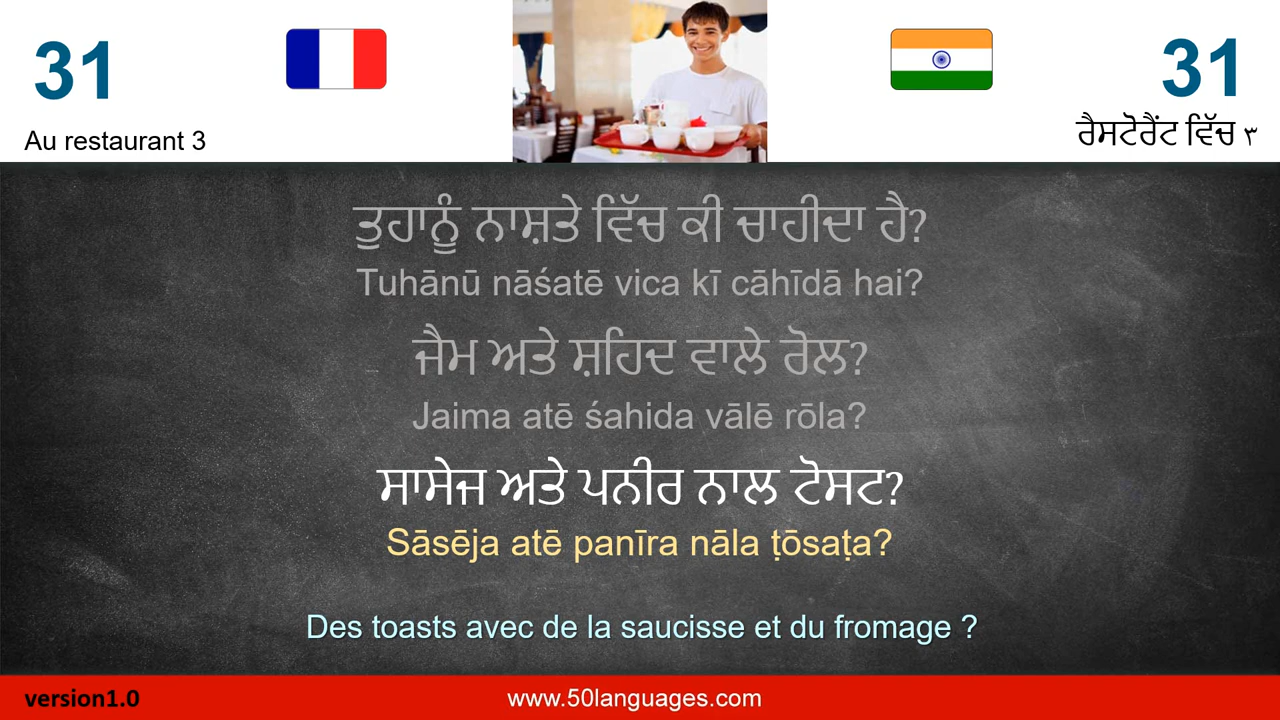 31
31
Au restaurant 3
ਰੈਸਟੋਰੈਂਟ ਵਿੱਚ ੩
ਤੁਹਾਨੂੰ ਨਾਸ਼ਤੇ ਵਿੱਚ ਕੀ ਚਾਹੀਦਾ ਹੈ?
Tuhānū nāśatē vica kī cāhīdā hai?
ਜੈਮ ਅਤੇ ਸ਼ਹਿਦ ਵਾਲੇ ਰੋਲ?
Jaima atē śahida vālē rōla?
ਸਾਸੇਜ ਅਤੇ ਪਨੀਰ ਨਾਲ ਟੋਸਟ?
Sāsēja atē panīra nāla ṭōsaṭa?
Des toasts avec de la saucisse et du fromage ?
version1.0
www.50languages.com